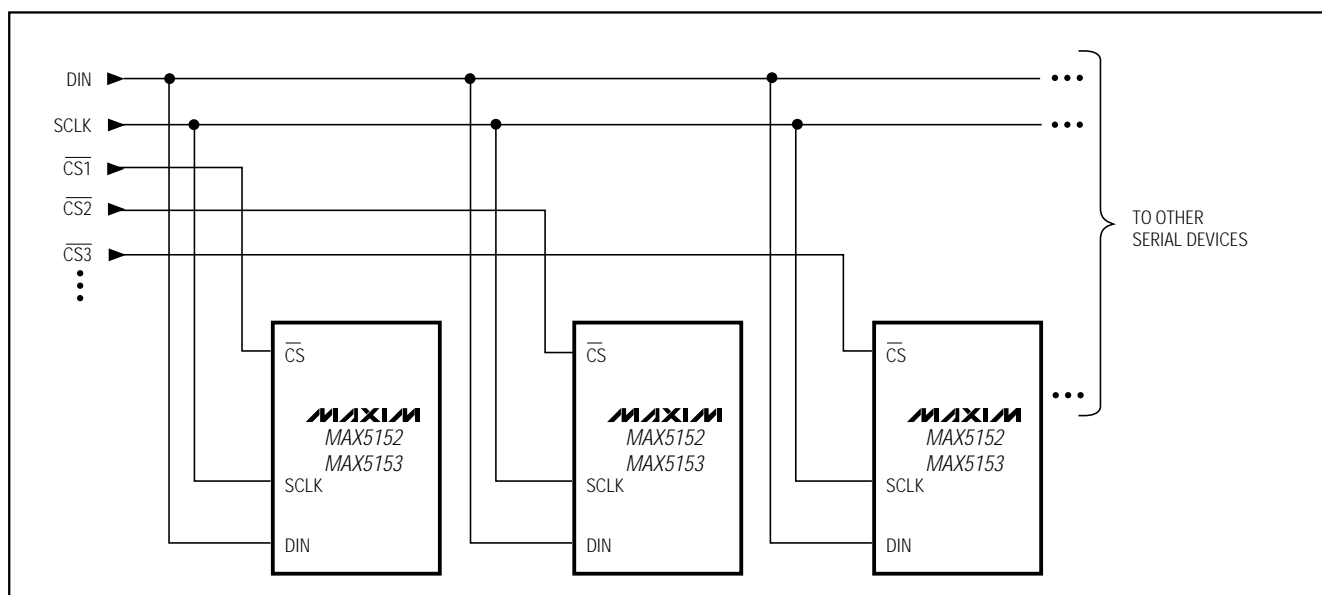 DIN
SCLK
CS1
CS2
CS3
TO OTHER
SERIAL DEVICES
CS
MAXIM
MAX5152
MAX5153
SCLK
DIN
CS
MAXIM
MAX5152
MAX5153
SCLK
DIN
CS
MAXIM
MAX5152
MAX5153
SCLK
DIN